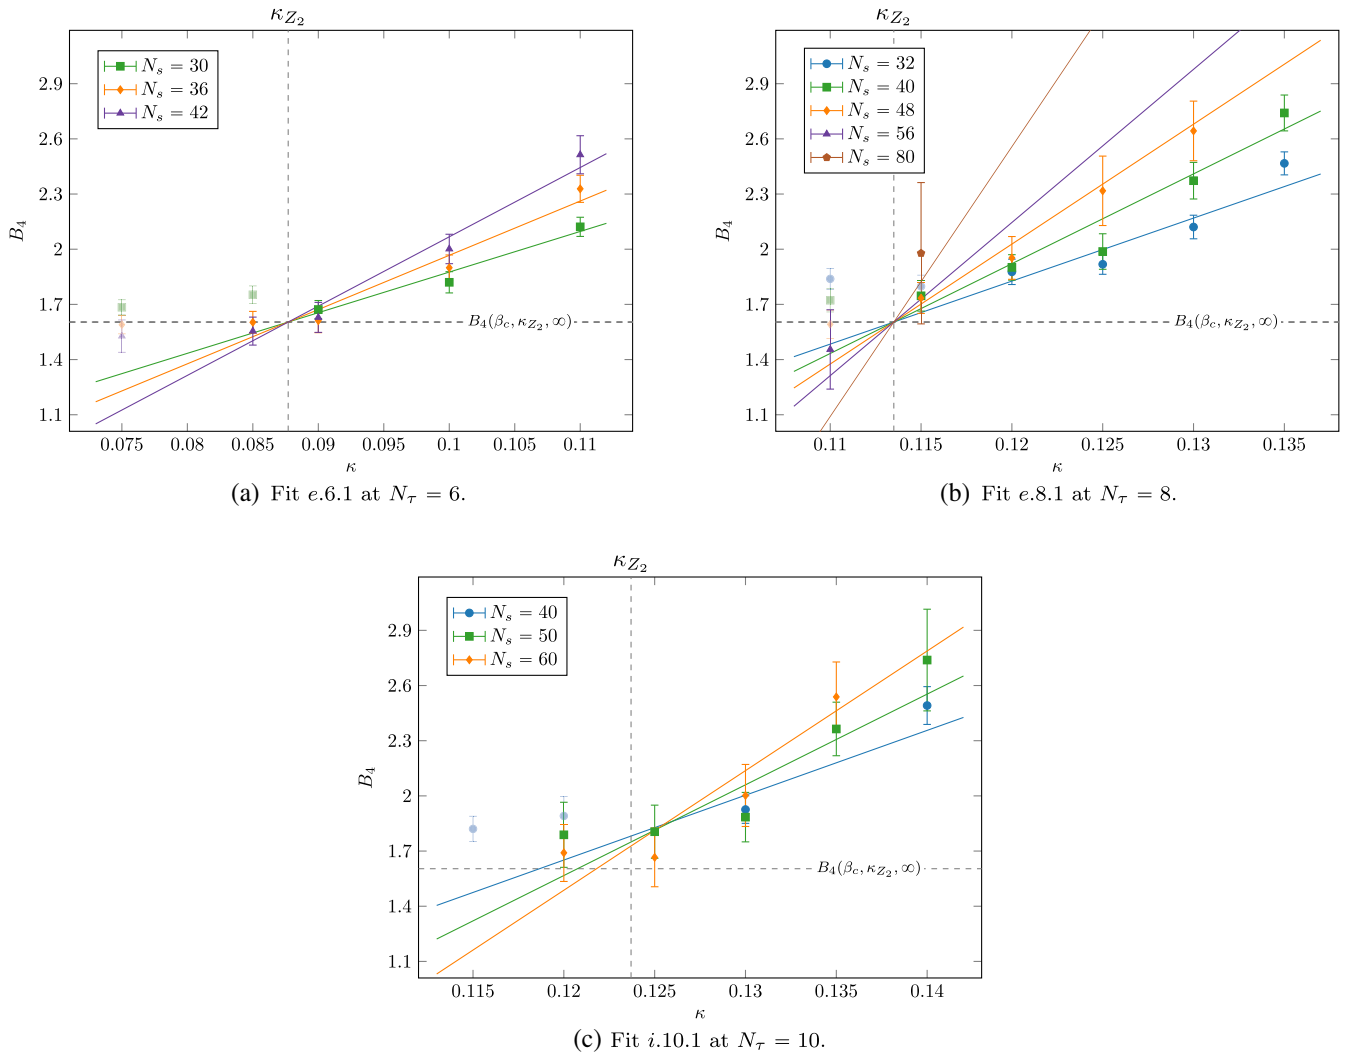 κ_{Z_2}
N_s = 30
N_s = 36
N_s = 42
B_4(β_c, κ_{Z_2}, ∞)
B_4
2.9
2.6
2.3
2
1.7
1.4
1.1
0.075 0.08 0.085 0.09 0.095 0.1 0.105 0.11
κ
(a) Fit e.6.1 at N_τ = 6.
κ_{Z_2}
N_s = 32
N_s = 40
N_s = 48
N_s = 56
N_s = 80
B_4(β_c, κ_{Z_2}, ∞)
B_4
2.9
2.6
2.3
2
1.7
1.4
1.1
0.11 0.115 0.12 0.125 0.13 0.135
κ
(b) Fit e.8.1 at N_τ = 8.
κ_{Z_2}
N_s = 40
N_s = 50
N_s = 60
B_4(β_c, κ_{Z_2}, ∞)
B_4
2.9
2.6
2.3
2
1.7
1.4
1.1
0.115 0.12 0.125 0.13 0.135 0.14
κ
(c) Fit i.10.1 at N_τ = 10.